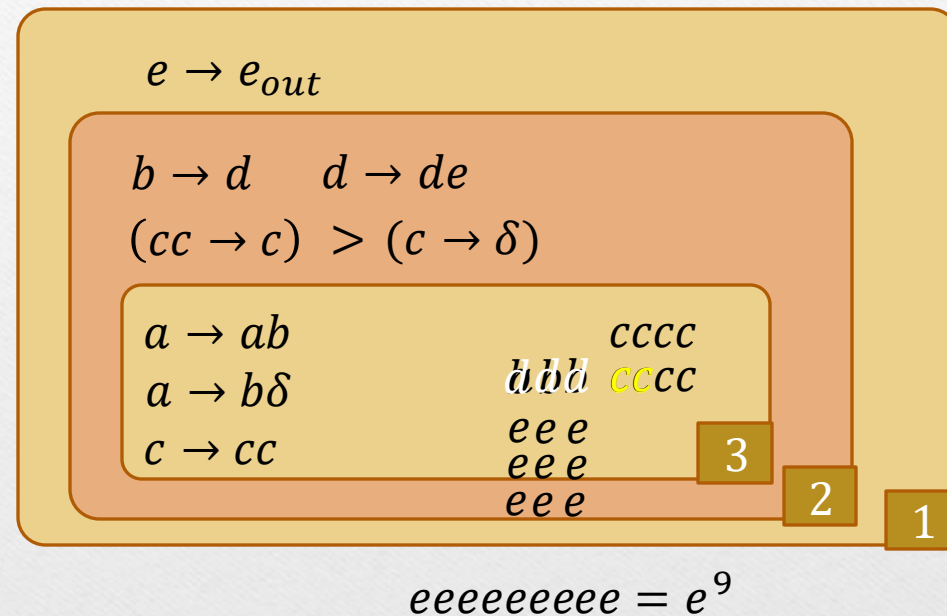 e → e_out
b → d    d → de
(cc → c) > (c → δ)
a → ab
cccc
a → bδ
cccc
e e e
c → cc
e e e
e e e
3
2
1
eeeeeeeee = e^9